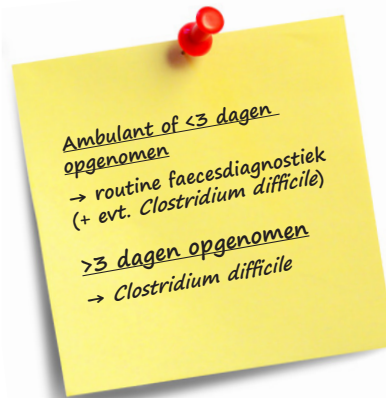 Ambulant of <3 dagen
opgenomen
→ routine faecesdiagnostiek
(+ evt. Clostridium difficile)
>3 dagen opgenomen
→ Clostridium difficile